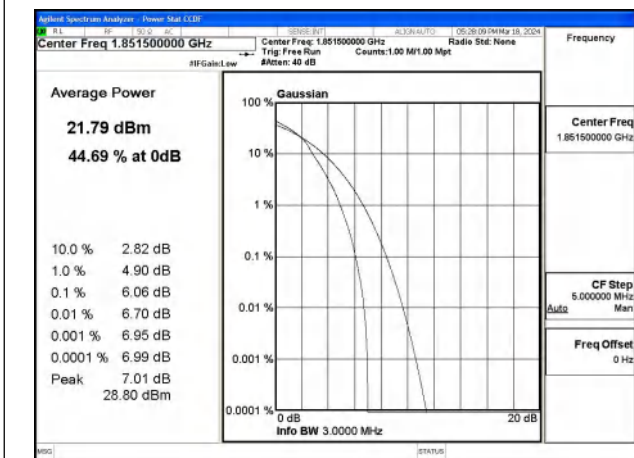 Agilent Spectrum Analyzer - Power Stat CCDF
RL RF 50 Ω AC SENSE:INT ALIGN AUTO 05:28:09 PM Mar 18, 2024
Center Freq 1.851500000 GHz
Center Freq: 1.851500000 GHz Radio Std: None
Trig: Free Run Counts:1.00 M/1.00 Mpt
#IFGain:Low #Atten: 40 dB
Frequency
Average Power
21.79 dBm
44.69 % at 0dB
10.0 % 2.82 dB
1.0 % 4.90 dB
0.1 % 6.06 dB
0.01 % 6.70 dB
0.001 % 6.95 dB
0.0001 % 6.99 dB
Peak 7.01 dB
28.80 dBm
Gaussian
100 %
10 %
1 %
0.1 %
0.01 %
0.001 %
0.0001 %
0 dB 20 dB
Info BW 3.0000 MHz
Center Freq
1.851500000 GHz
CF Step
5.000000 MHz
Auto Man
Freq Offset
0 Hz
MSG STATUS